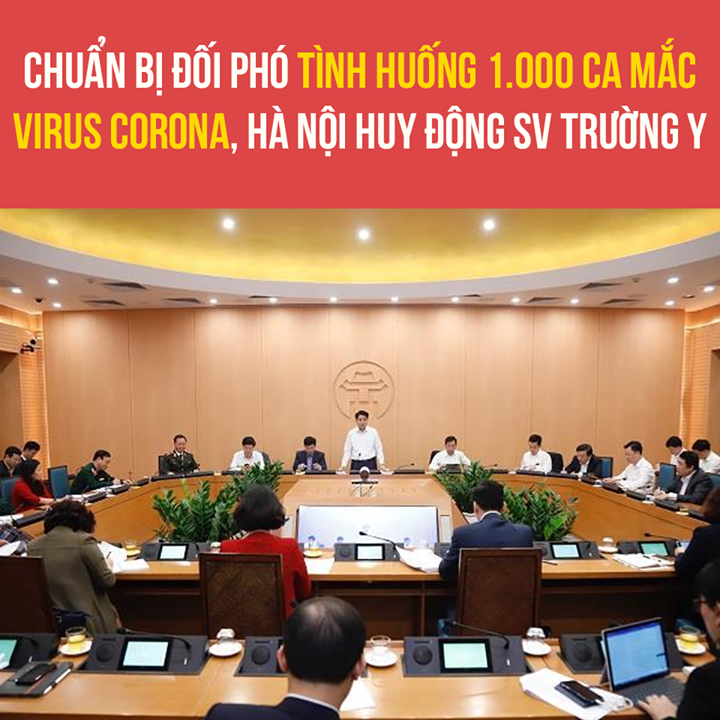 CHUẨN BỊ ĐỐI PHÓ TÌNH HUỐNG 1.000 CA MẮC
VIRUS CORONA, HÀ NỘI HUY ĐỘNG SV TRƯỜNG Y